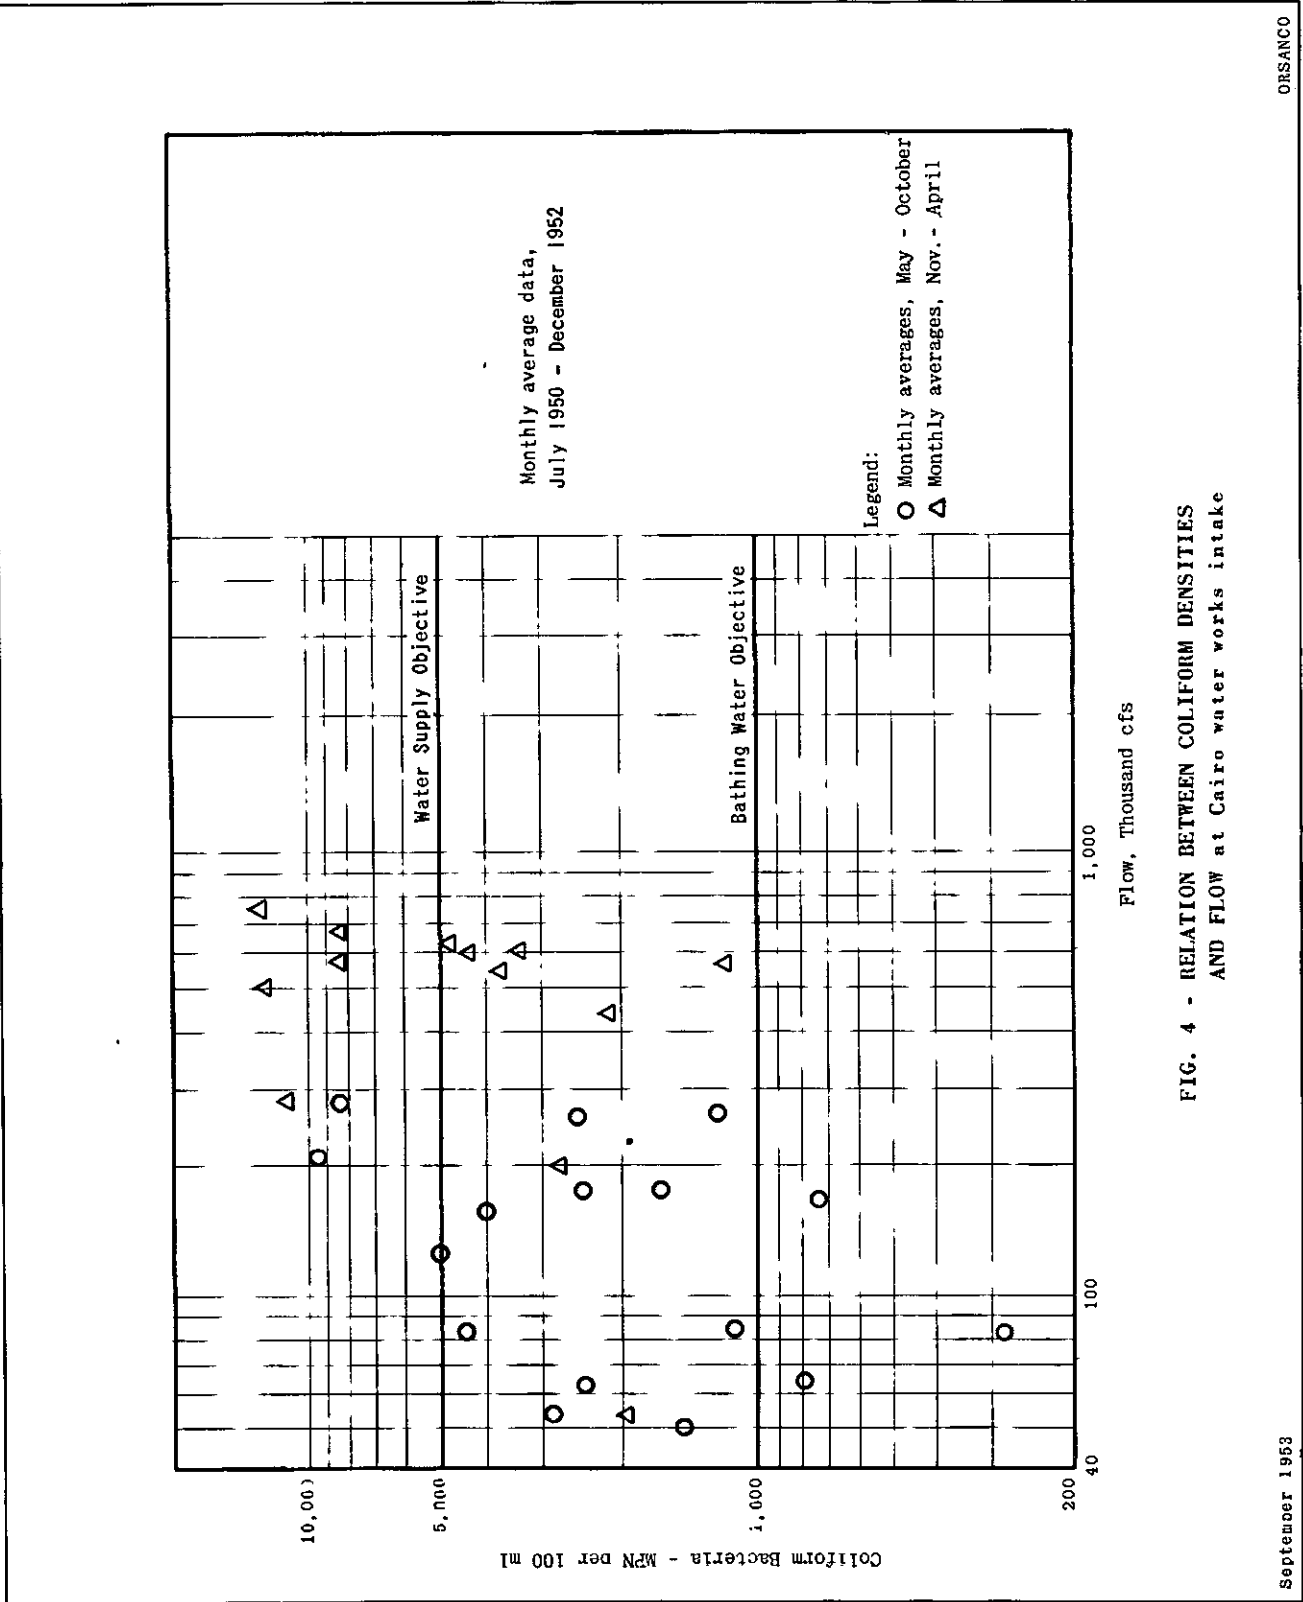 ORSANCO
Monthly average data,
July 1950 - December 1952
Water Supply Objective
Bathing Water Objective
Legend:
O Monthly averages, May - October
Δ Monthly averages, Nov. - April
Coliform Bacteria - MPN per 100 ml
10,000
5,000
1,000
200
40
100
1,000
Flow, Thousand cfs
FIG. 4 - RELATION BETWEEN COLIFORM DENSITIES
AND FLOW at Cairo water works intake
September 1953